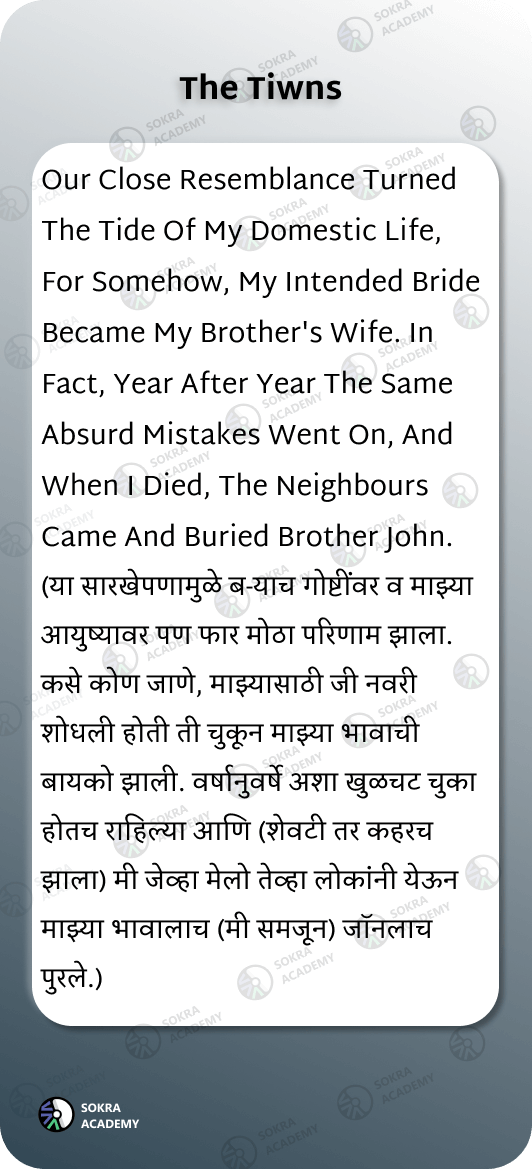 The Tiwns
Our Close Resemblance Turned
The Tide Of My Domestic Life,
For Somehow, My Intended Bride
Became My Brother's Wife. In
Fact, Year After Year The Same
Absurd Mistakes Went On, And
When I Died, The Neighbours
Came And Buried Brother John.
(या सारखेपणामुळे ब-याच गोष्टींवर व माझ्या
आयुष्यावर पण फार मोठा परिणाम झाला.
कसे कोण जाणे, माझ्यासाठी जी नवरी
शोधली होती ती चुकून माझ्या भावाची
बायको झाली. वर्षानुवर्षे अशा खुळचट चुका
होतच राहिल्या आणि (शेवटी तर कहरच
झाला) मी जेव्हा मेलो तेव्हा लोकांनी येऊन
माझ्या भावालाच (मी समजून) जॉनलाच
पुरले.)
SOKRA
ACADEMY